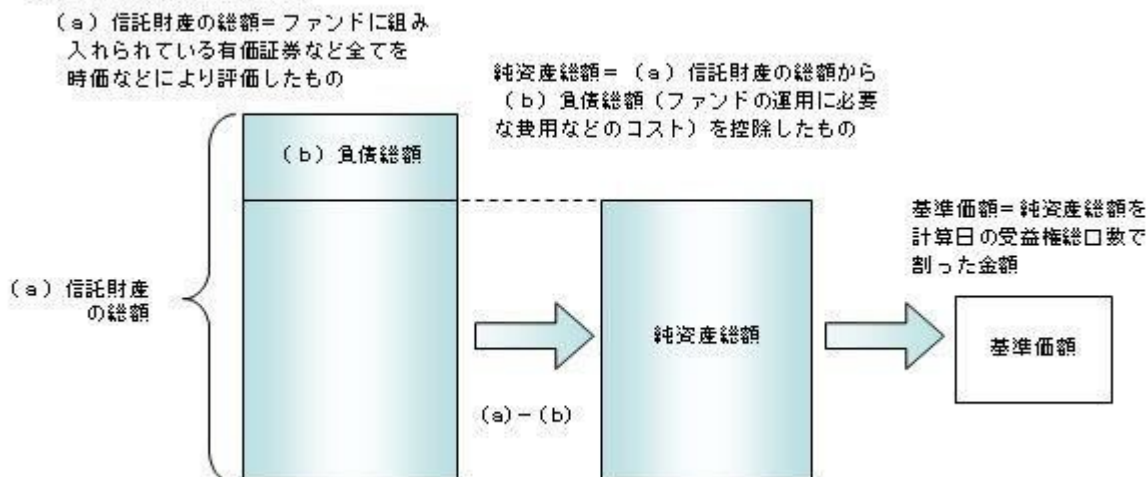 （a）信託財産の総額＝ファンドに組み
入れられている有価証券など全てを
時価などにより評価したもの
純資産総額＝（a）信託財産の総額から
（b）負債総額（ファンドの運用に必要
な費用などのコスト）を控除したもの
（b）負債総額
基準価額＝純資産総額を
計算日の受益権総口数で
割った金額
（a）信託財産
の総額
純資産総額
基準価額
（a）－（b）